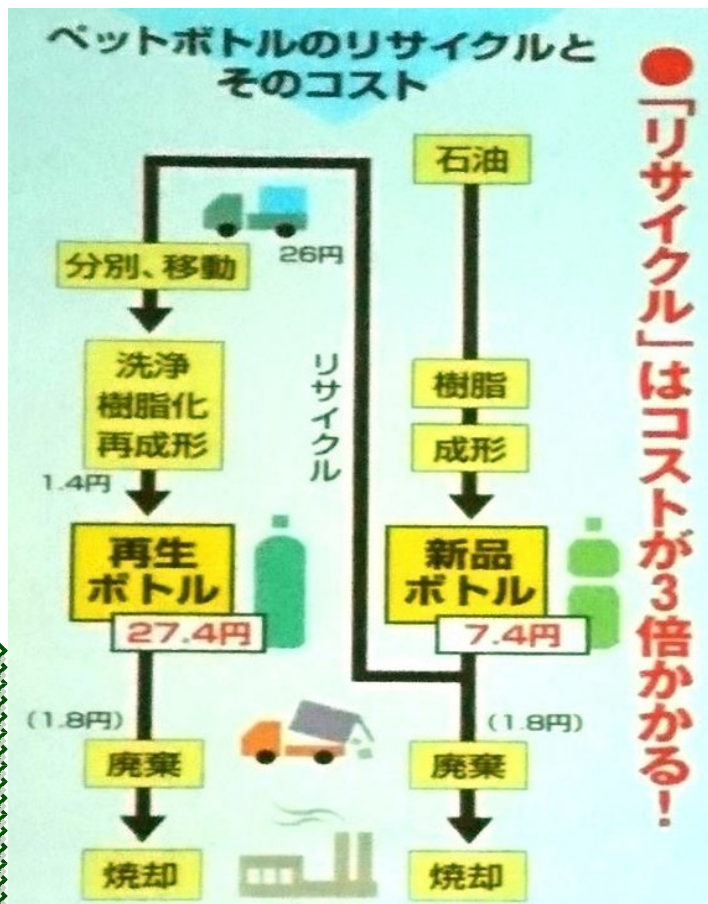 ペットボトルのリサイクルと
そのコスト
●「リサイクル」はコストが3倍かかる!
石油
26円
分別、移動
洗浄
樹脂化
再成形
1.4円
リサイクル
樹脂
成形
再生
ボトル
27.4円
新品
ボトル
7.4円
(1.8円)
(1.8円)
廃棄
廃棄
焼却
焼却